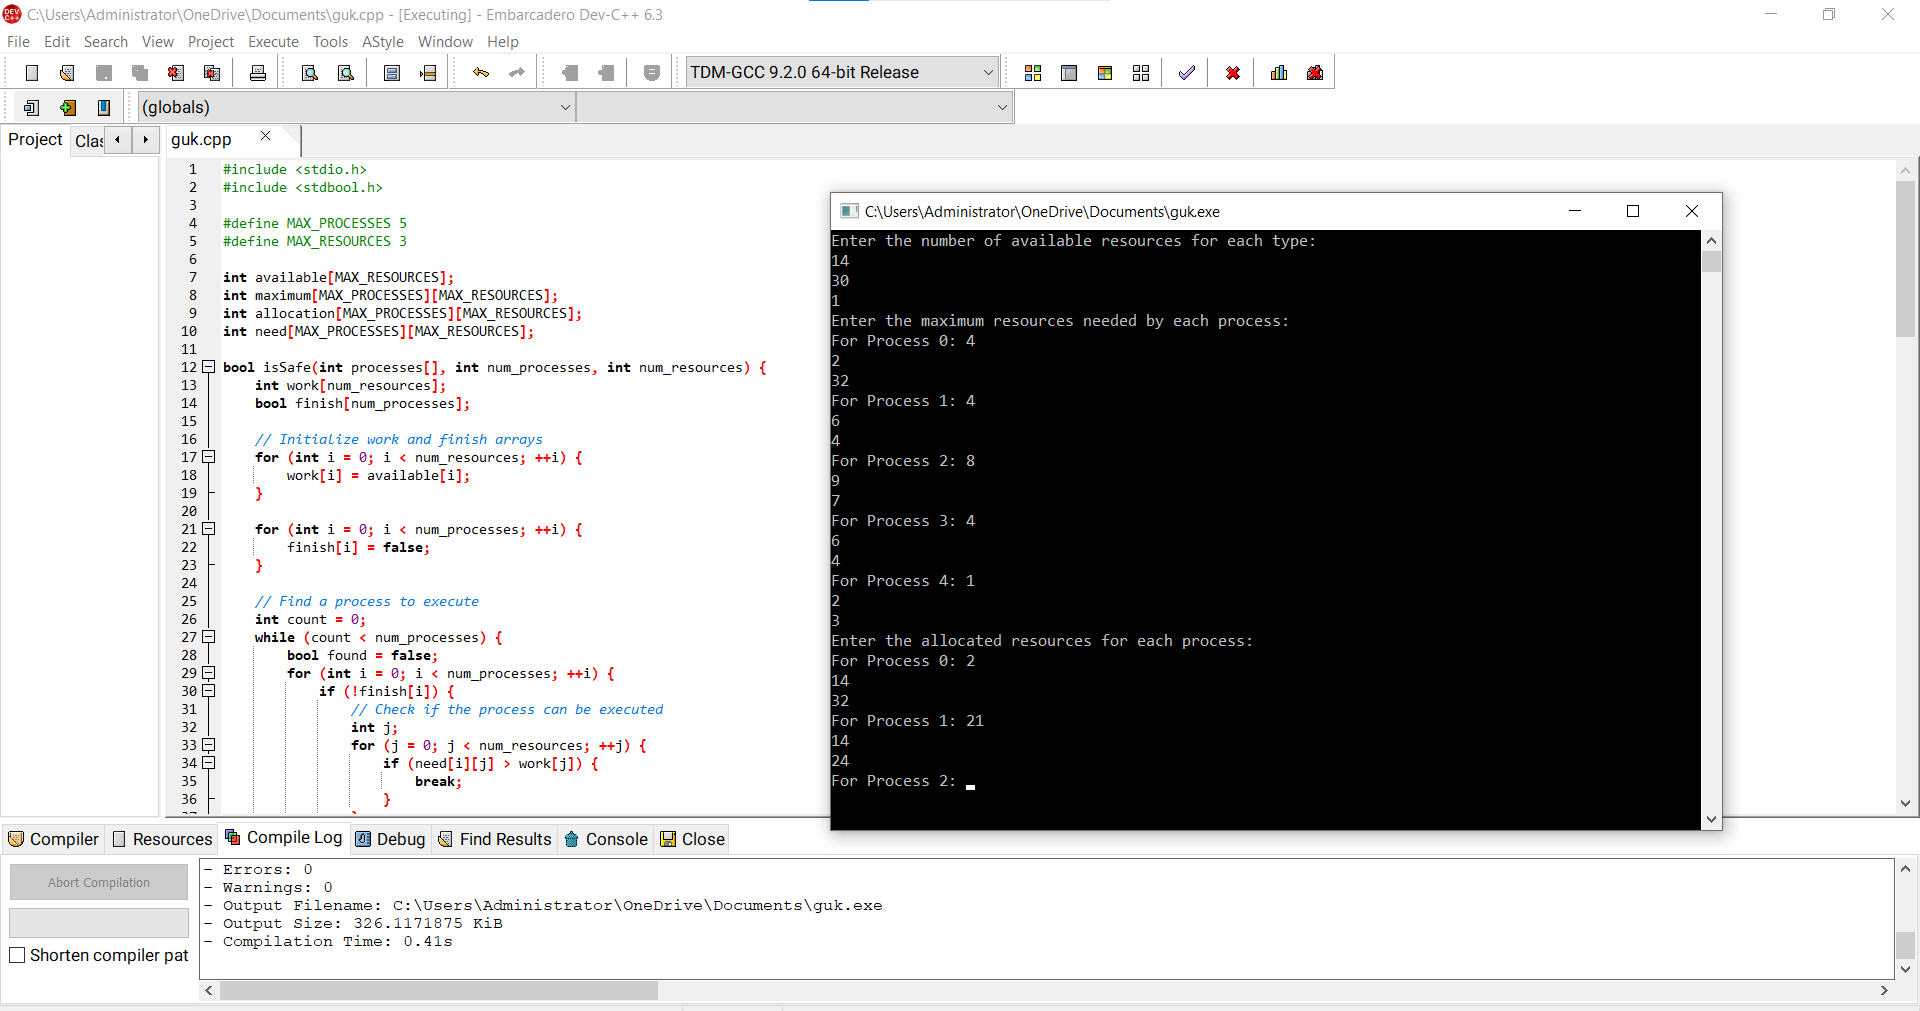 C:\Users\Administrator\OneDrive\Documents\guk.cpp - [Executing] - Embarcadero Dev-C++ 6.3
File Edit Search View Project Execute Tools AStyle Window Help
TDM-GCC 9.2.0 64-bit Release
(globals)
Project Clas guk.cpp
1 #include <stdio.h>
2 #include <stdbool.h>
3
4 #define MAX_PROCESSES 5
5 #define MAX_RESOURCES 3
6
7 int available[MAX_RESOURCES];
8 int maximum[MAX_PROCESSES][MAX_RESOURCES];
9 int allocation[MAX_PROCESSES][MAX_RESOURCES];
10 int need[MAX_PROCESSES][MAX_RESOURCES];
11
12 bool isSafe(int processes[], int num_processes, int num_resources) {
13 int work[num_resources];
14 bool finish[num_processes];
15
16 // Initialize work and finish arrays
17 for (int i = 0; i < num_resources; ++i) {
18 work[i] = available[i];
19 }
20
21 for (int i = 0; i < num_processes; ++i) {
22 finish[i] = false;
23 }
24
25 // Find a process to execute
26 int count = 0;
27 while (count < num_processes) {
28 bool found = false;
29 for (int i = 0; i < num_processes; ++i) {
30 if (!finish[i]) {
31 // Check if the process can be executed
32 int j;
33 for (j = 0; j < num_resources; ++j) {
34 if (need[i][j] > work[j]) {
35 break;
36 }
C:\Users\Administrator\OneDrive\Documents\guk.exe
Enter the number of available resources for each type:
14
30
1
Enter the maximum resources needed by each process:
For Process 0: 4
2
32
For Process 1: 4
6
4
For Process 2: 8
9
7
For Process 3: 4
6
4
For Process 4: 1
2
3
Enter the allocated resources for each process:
For Process 0: 2
14
32
For Process 1: 21
14
24
For Process 2:
Compiler Resources Compile Log Debug Find Results Console Close
Abort Compilation
Shorten compiler pat
- Errors: 0
- Warnings: 0
- Output Filename: C:\Users\Administrator\OneDrive\Documents\guk.exe
- Output Size: 326.1171875 KiB
- Compilation Time: 0.41s